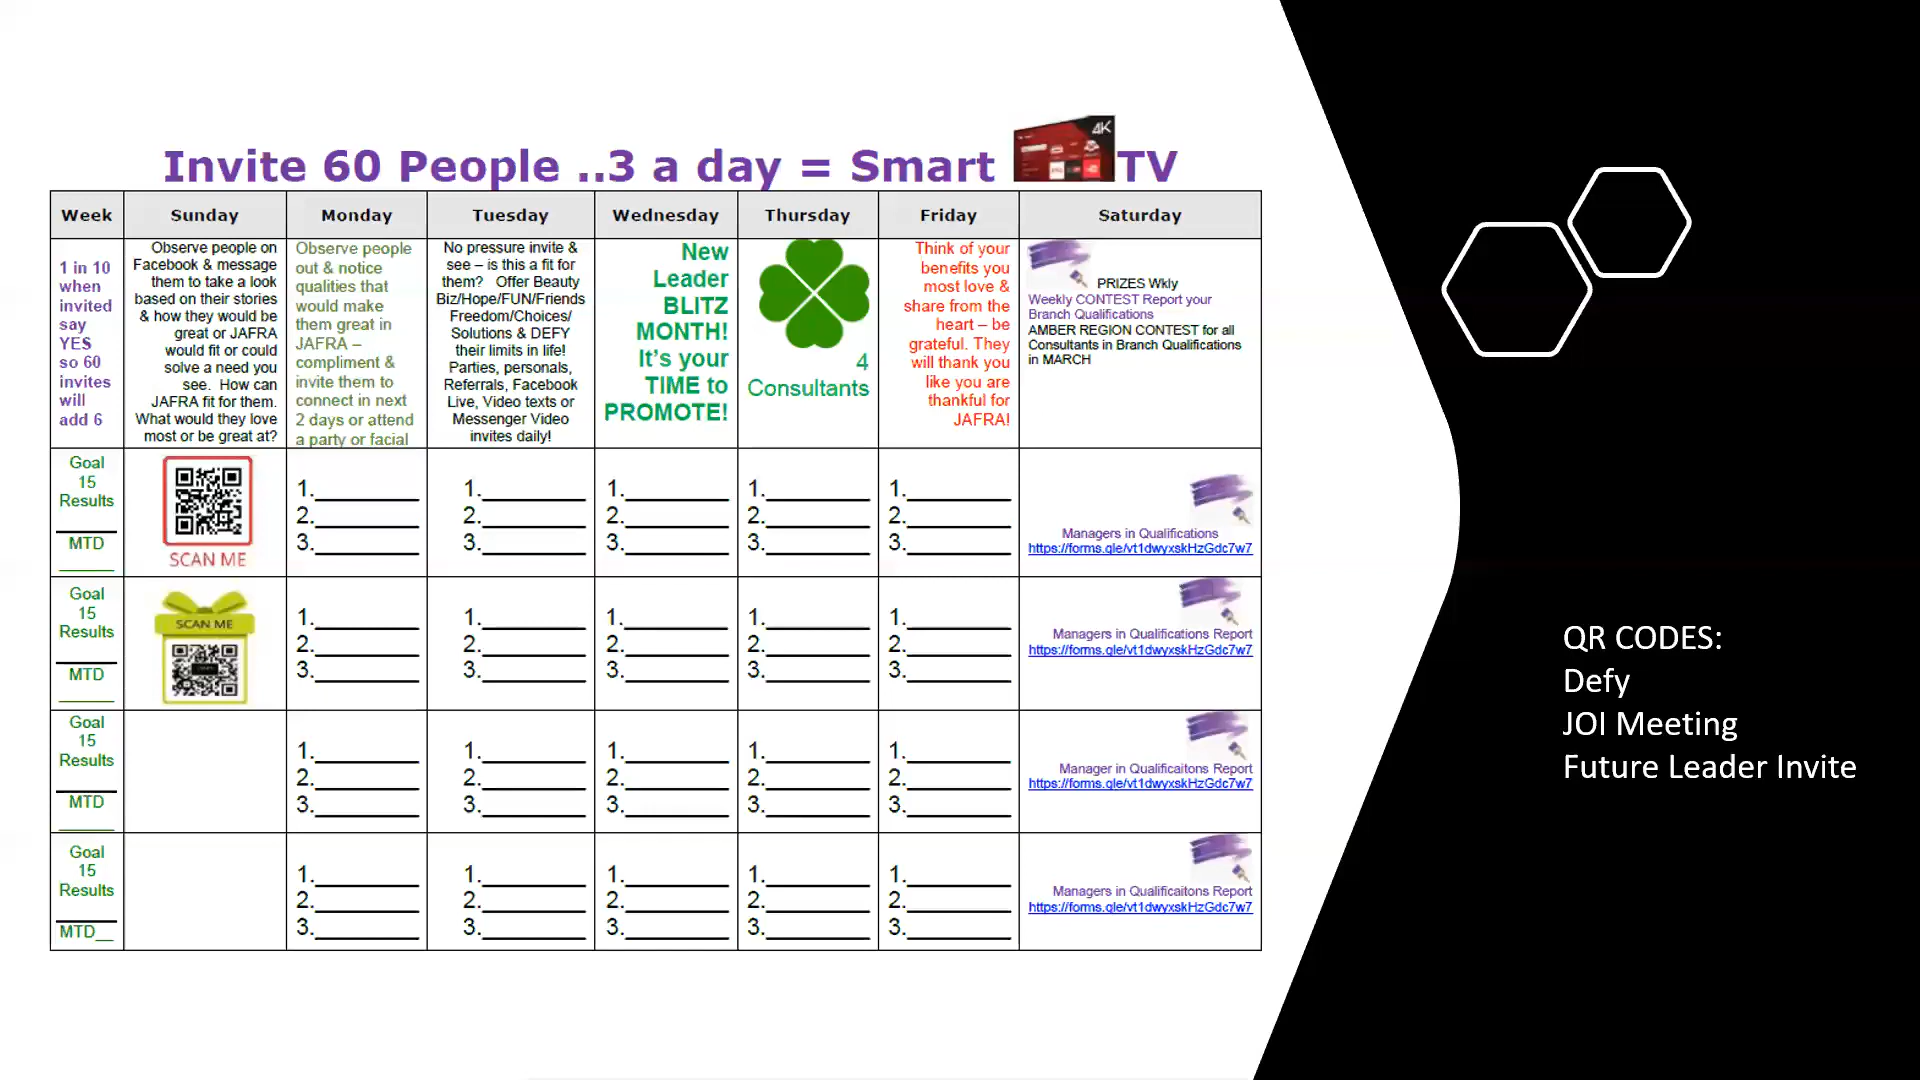 Invite 60 People ..3 a day = Smart TV
4K
Week
Sunday
Monday
Tuesday
Wednesday
Thursday
Friday
Saturday
1 in 10
when
invited
say
YES
so 60
invites
will
add 6
Observe people on
Facebook & message
them to take a look
based on their stories
& how they would be
great or JAFRA
would fit or could
solve a need you
see. How can
JAFRA fit for them.
What would they love
most or be great at?
Observe people
out & notice
qualities that
would make
them great in
JAFRA –
compliment &
invite them to
connect in next
2 days or attend
a party or facial
No pressure invite &
see – is this a fit for
them? Offer Beauty
Biz/Hope/FUN/Friends
Freedom/Choices/
Solutions & DEFY
their limits in life!
Parties, personals,
Referrals, Facebook
Live, Video texts or
Messenger Video
invites daily!
New
Leader
BLITZ
MONTH!
It's your
TIME to
PROMOTE!
4
Consultants
Think of your
benefits you
most love &
share from the
heart – be
grateful. They
will thank you
like you are
thankful for
JAFRA!
PRIZES Wkly
Weekly CONTEST Report your
Branch Qualifications
AMBER REGION CONTEST for all
Consultants in Branch Qualifications
in MARCH
Goal
15
Results
MTD
SCAN ME
1. 1. 1. 1. 1.
2. 2. 2. 2. 2.
3. 3. 3. 3. 3.
Managers in Qualifications
https://forms.gle/vt1dwyxskHzGdc7w7
Goal
15
Results
MTD
SCAN ME
1. 1. 1. 1. 1.
2. 2. 2. 2. 2.
3. 3. 3. 3. 3.
Managers in Qualifications Report
https://forms.gle/vt1dwyxskHzGdc7w7
Goal
15
Results
MTD
1. 1. 1. 1. 1.
2. 2. 2. 2. 2.
3. 3. 3. 3. 3.
Manager in Qualificaitons Report
https://forms.gle/vt1dwyxskHzGdc7w7
Goal
15
Results
MTD__
1. 1. 1. 1. 1.
2. 2. 2. 2. 2.
3. 3. 3. 3. 3.
Managers in Qualificaitons Report
https://forms.gle/vt1dwyxskHzGdc7w7
QR CODES:
Defy
JOI Meeting
Future Leader Invite